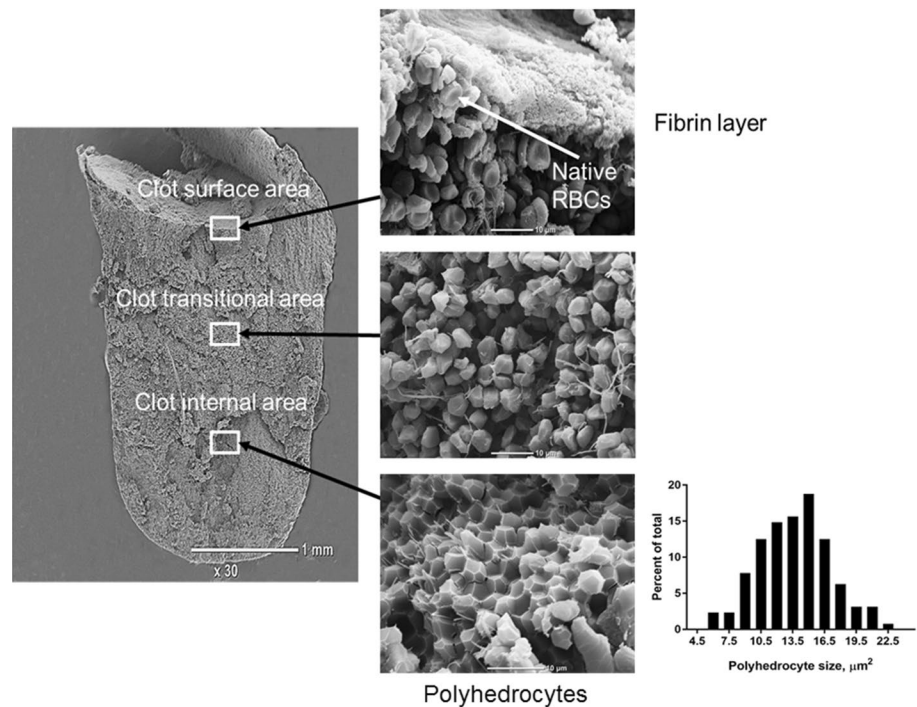 Clot surface area
Clot transitional area
Clot internal area
1 mm
x 30
Native
RBCs
10 µm
Fibrin layer
10 µm
10 µm
Polyhedrocytes
20
15
10
5
0
Percent of total
4.5 7.5 10.5 13.5 16.5 19.5 22.5
Polyhedrocyte size, µm²